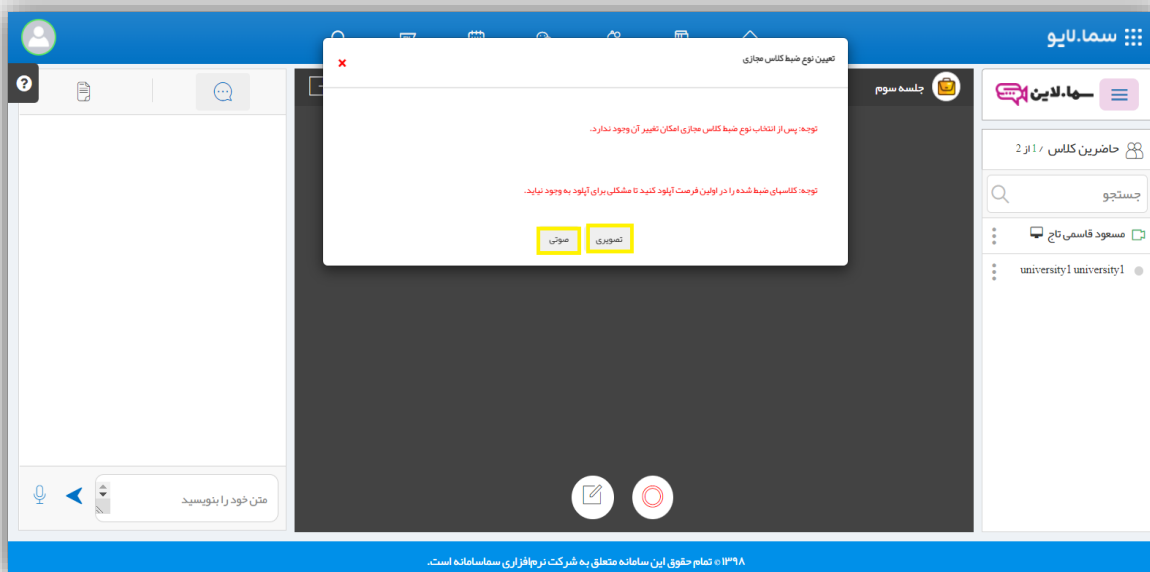 سما.لایو
تعیین نوع ضبط کلاس مجازی
توجه: پس از انتخاب نوع ضبط کلاس مجازی امکان تغییر آن وجود ندارد.
توجه: کلاسهای ضبط شده را در اولین فرصت آپلود کنید تا مشکلی برای آپلود به وجود نیاید.
تصویری
صوتی
سما.لاین
حاضرین کلاس / 1 از 2
جستجو
مسعود قاسمی تاج
university1 university1
جلسه سوم
متن خود را بنویسید
۱۳۹۸© تمام حقوق این سامانه متعلق به شرکت نرم‌افزاری سماسامانه است.